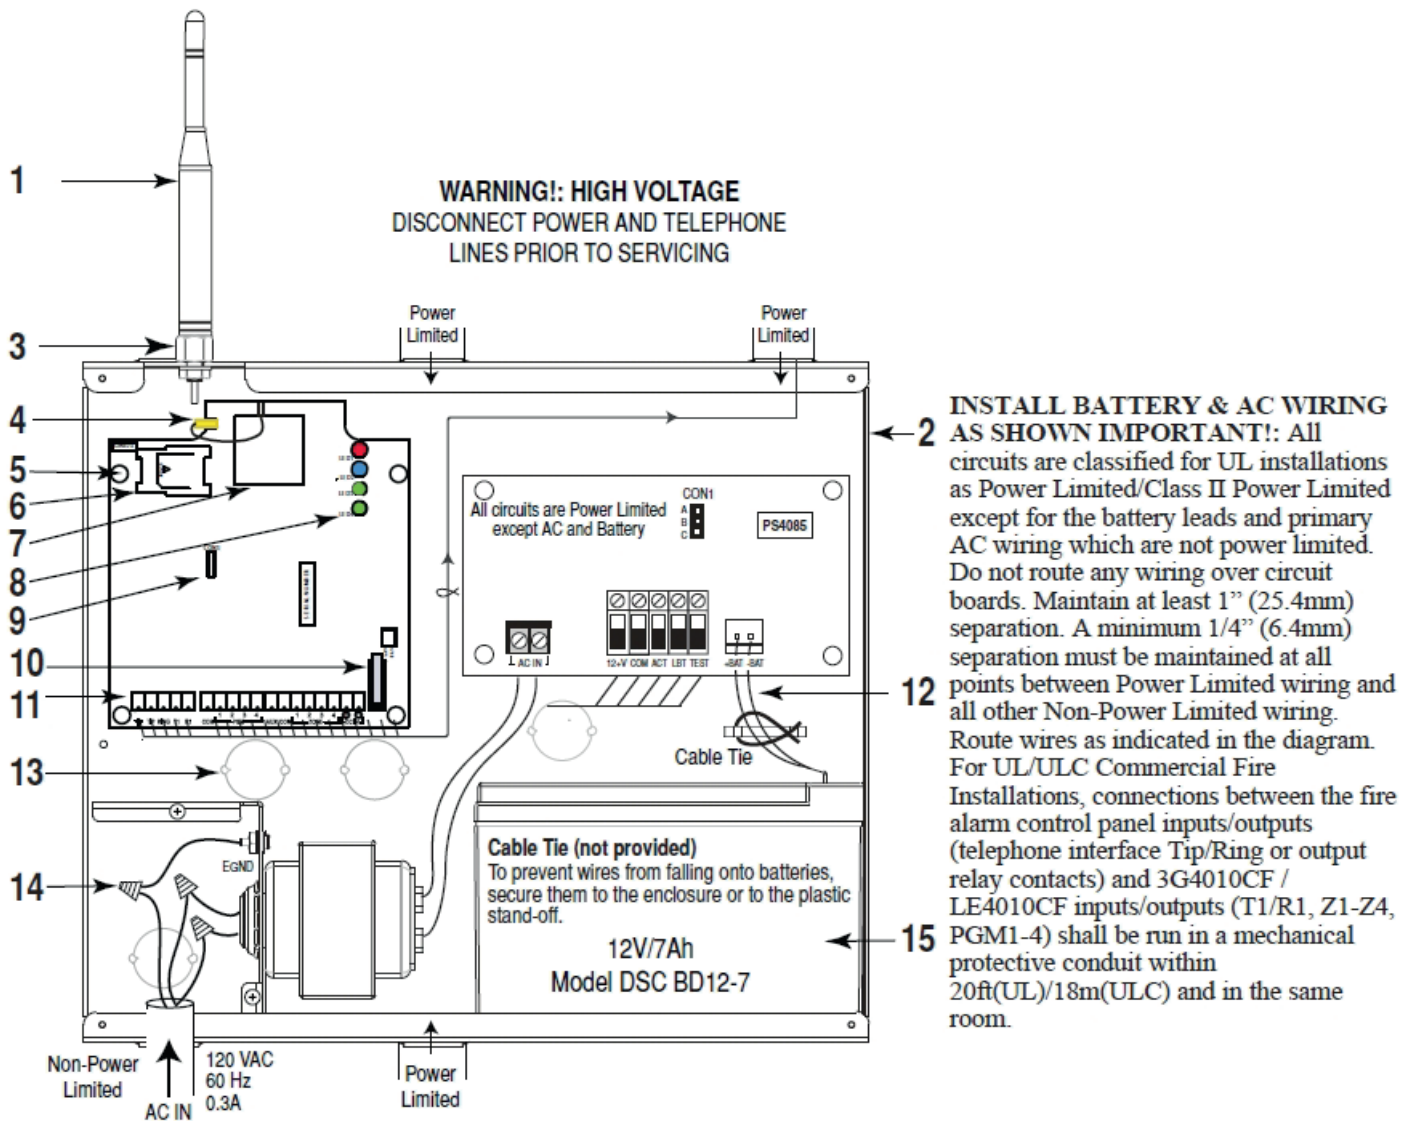 WARNING!: HIGH VOLTAGE
DISCONNECT POWER AND TELEPHONE
LINES PRIOR TO SERVICING
1
2
3
4
5
6
7
8
9
10
11
12
13
14
15
Power
Limited
Power
Limited
All circuits are Power Limited
except AC and Battery
CON1
A
B
C
PS4085
AC IN
12+V COM ACT LBT TEST
+BAT -BAT
Cable Tie
EGND
Cable Tie (not provided)
To prevent wires from falling onto batteries,
secure them to the enclosure or to the plastic
stand-off.
12V/7Ah
Model DSC BD12-7
Non-Power
Limited
AC IN
120 VAC
60 Hz
0.3A
Power
Limited
INSTALL BATTERY & AC WIRING
AS SHOWN IMPORTANT!: All
circuits are classified for UL installations
as Power Limited/Class II Power Limited
except for the battery leads and primary
AC wiring which are not power limited.
Do not route any wiring over circuit
boards. Maintain at least 1” (25.4mm)
separation. A minimum 1/4” (6.4mm)
separation must be maintained at all
points between Power Limited wiring and
all other Non-Power Limited wiring.
Route wires as indicated in the diagram.
For UL/ULC Commercial Fire
Installations, connections between the fire
alarm control panel inputs/outputs
(telephone interface Tip/Ring or output
relay contacts) and 3G4010CF /
LE4010CF inputs/outputs (T1/R1, Z1-Z4,
PGM1-4) shall be run in a mechanical
protective conduit within
20ft(UL)/18m(ULC) and in the same
room.